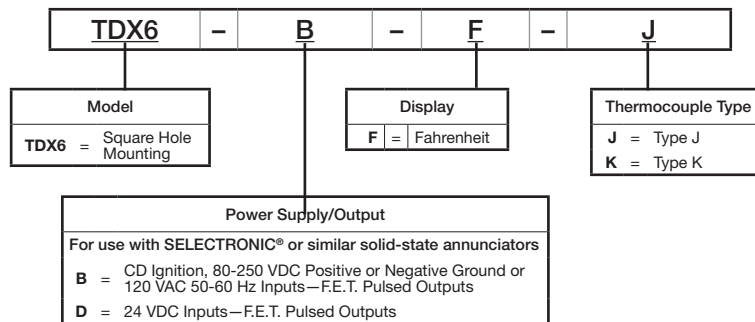 TDX6 – B – F – J
Model
TDX6 = Square Hole
Mounting
Display
F = Fahrenheit
Thermocouple Type
J = Type J
K = Type K
Power Supply/Output
For use with SELECTRONIC® or similar solid-state annunciators
B = CD Ignition, 80-250 VDC Positive or Negative Ground or
120 VAC 50-60 Hz Inputs—F.E.T. Pulsed Outputs
D = 24 VDC Inputs—F.E.T. Pulsed Outputs